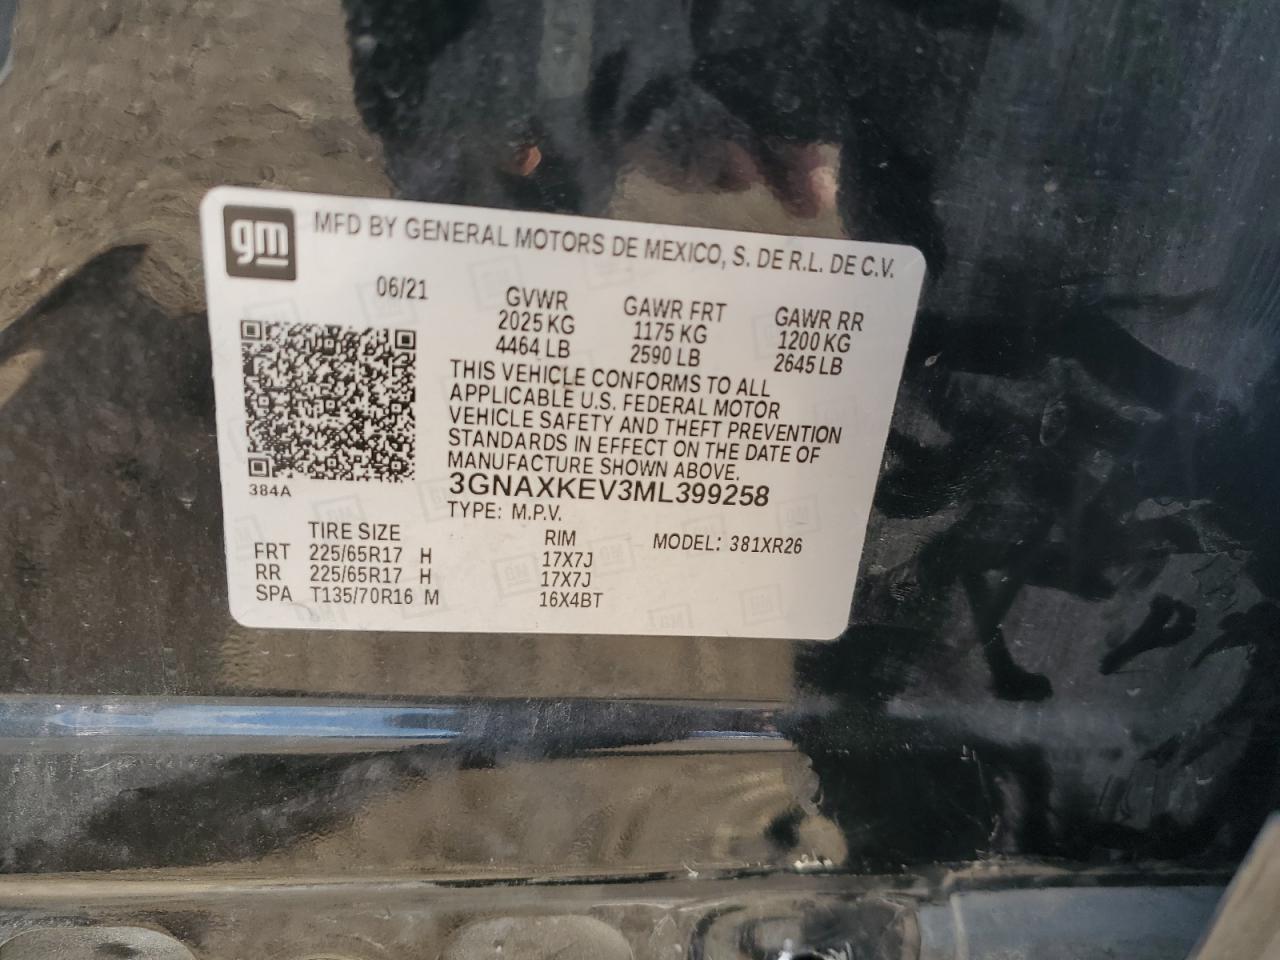 gm MFD BY GENERAL MOTORS DE MEXICO, S. DE R.L. DE C.V.
06/21 GVWR GAWR FRT GAWR RR
2025 KG 1175 KG 1200 KG
4464 LB 2590 LB 2645 LB
THIS VEHICLE CONFORMS TO ALL
APPLICABLE U.S. FEDERAL MOTOR
VEHICLE SAFETY AND THEFT PREVENTION
STANDARDS IN EFFECT ON THE DATE OF
MANUFACTURE SHOWN ABOVE.
384A 3GNAXKEV3ML399258
TYPE: M.P.V.
TIRE SIZE RIM MODEL: 381XR26
FRT 225/65R17 H 17X7J
RR 225/65R17 H 17X7J
SPA T135/70R16 M 16X4BT